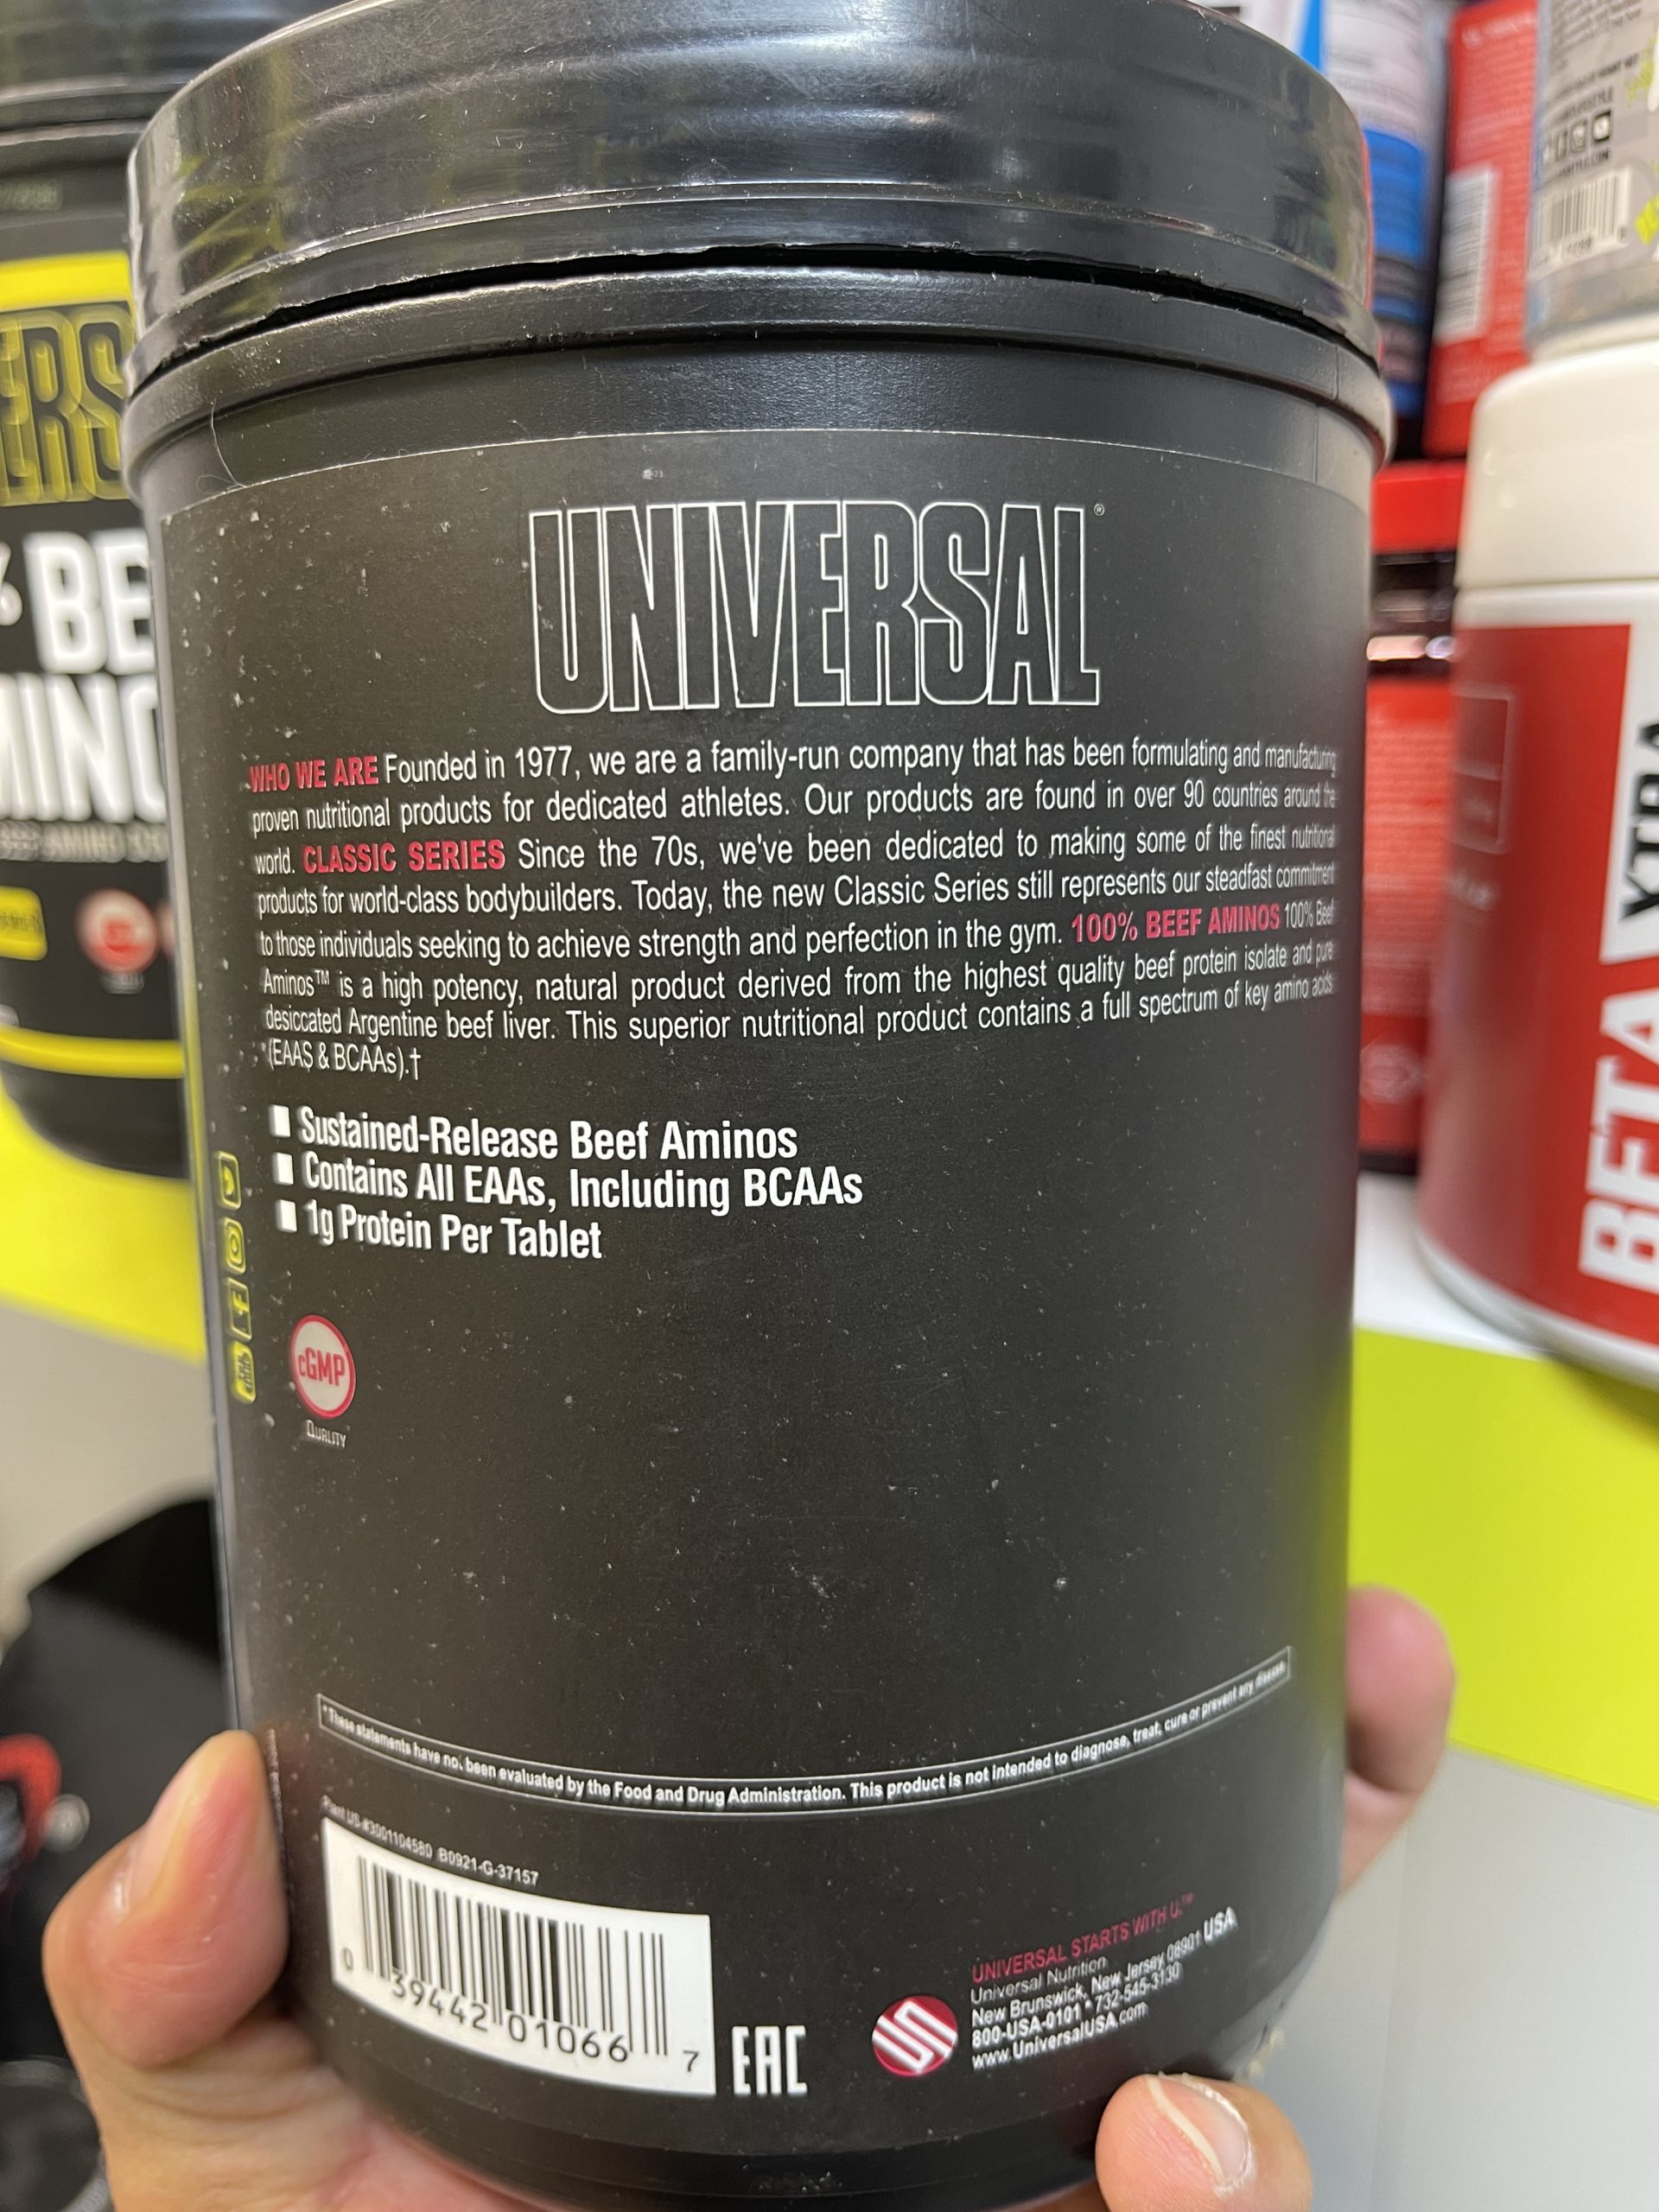 UNIVERSAL®
WHO WE ARE Founded in 1977, we are a family-run company that has been formulating and manufacturing
proven nutritional products for dedicated athletes. Our products are found in over 90 countries around the
world. CLASSIC SERIES Since the 70s, we've been dedicated to making some of the finest nutritional
products for world-class bodybuilders. Today, the new Classic Series still represents our steadfast commitment
to those individuals seeking to achieve strength and perfection in the gym. 100% BEEF AMINOS 100% Beef
Aminos™ is a high potency, natural product derived from the highest quality beef protein isolate and pure
desiccated Argentine beef liver. This superior nutritional product contains a full spectrum of key amino acids
(EAAS & BCAAs).†
■ Sustained-Release Beef Aminos
■ Contains All EAAs, Including BCAAs
■ 1g Protein Per Tablet
cGMP
QUALITY
*These statements have not been evaluated by the Food and Drug Administration. This product is not intended to diagnose, treat, cure or prevent any disease.
Plant US #3001104580 B0921-G-37157
0 39442 01066 7
EAC
UNIVERSAL STARTS WITH U.™
Universal Nutrition
New Brunswick, New Jersey 08901 USA
800-USA-0101 * 732-545-3130
www.UniversalUSA.com
ERS
% BE
MINO
BETA
XTRA